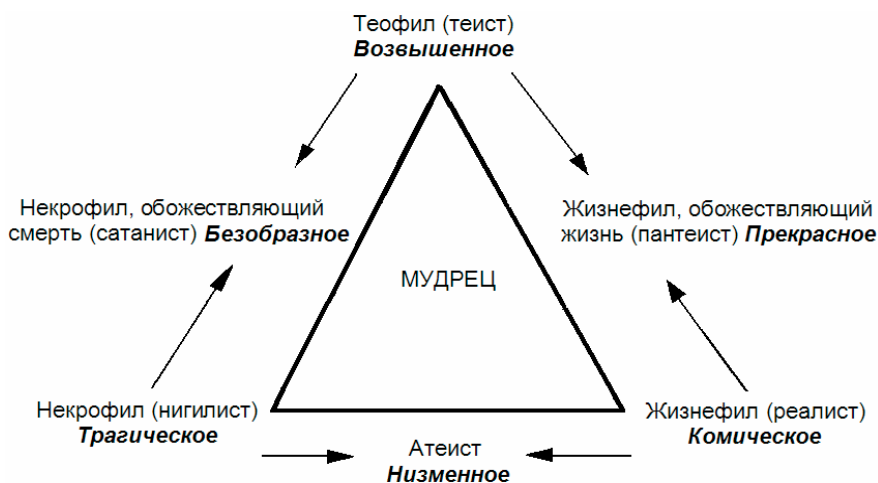 Теофил (теист)
Возвышенное
Некрофил, обожествляющий
смерть (сатанист) Безобразное
Жизнефил, обожествляющий
жизнь (пантеист) Прекрасное
МУДРЕЦ
Некрофил (нигилист)
Трагическое
Атеист
Низменное
Жизнефил (реалист)
Комическое